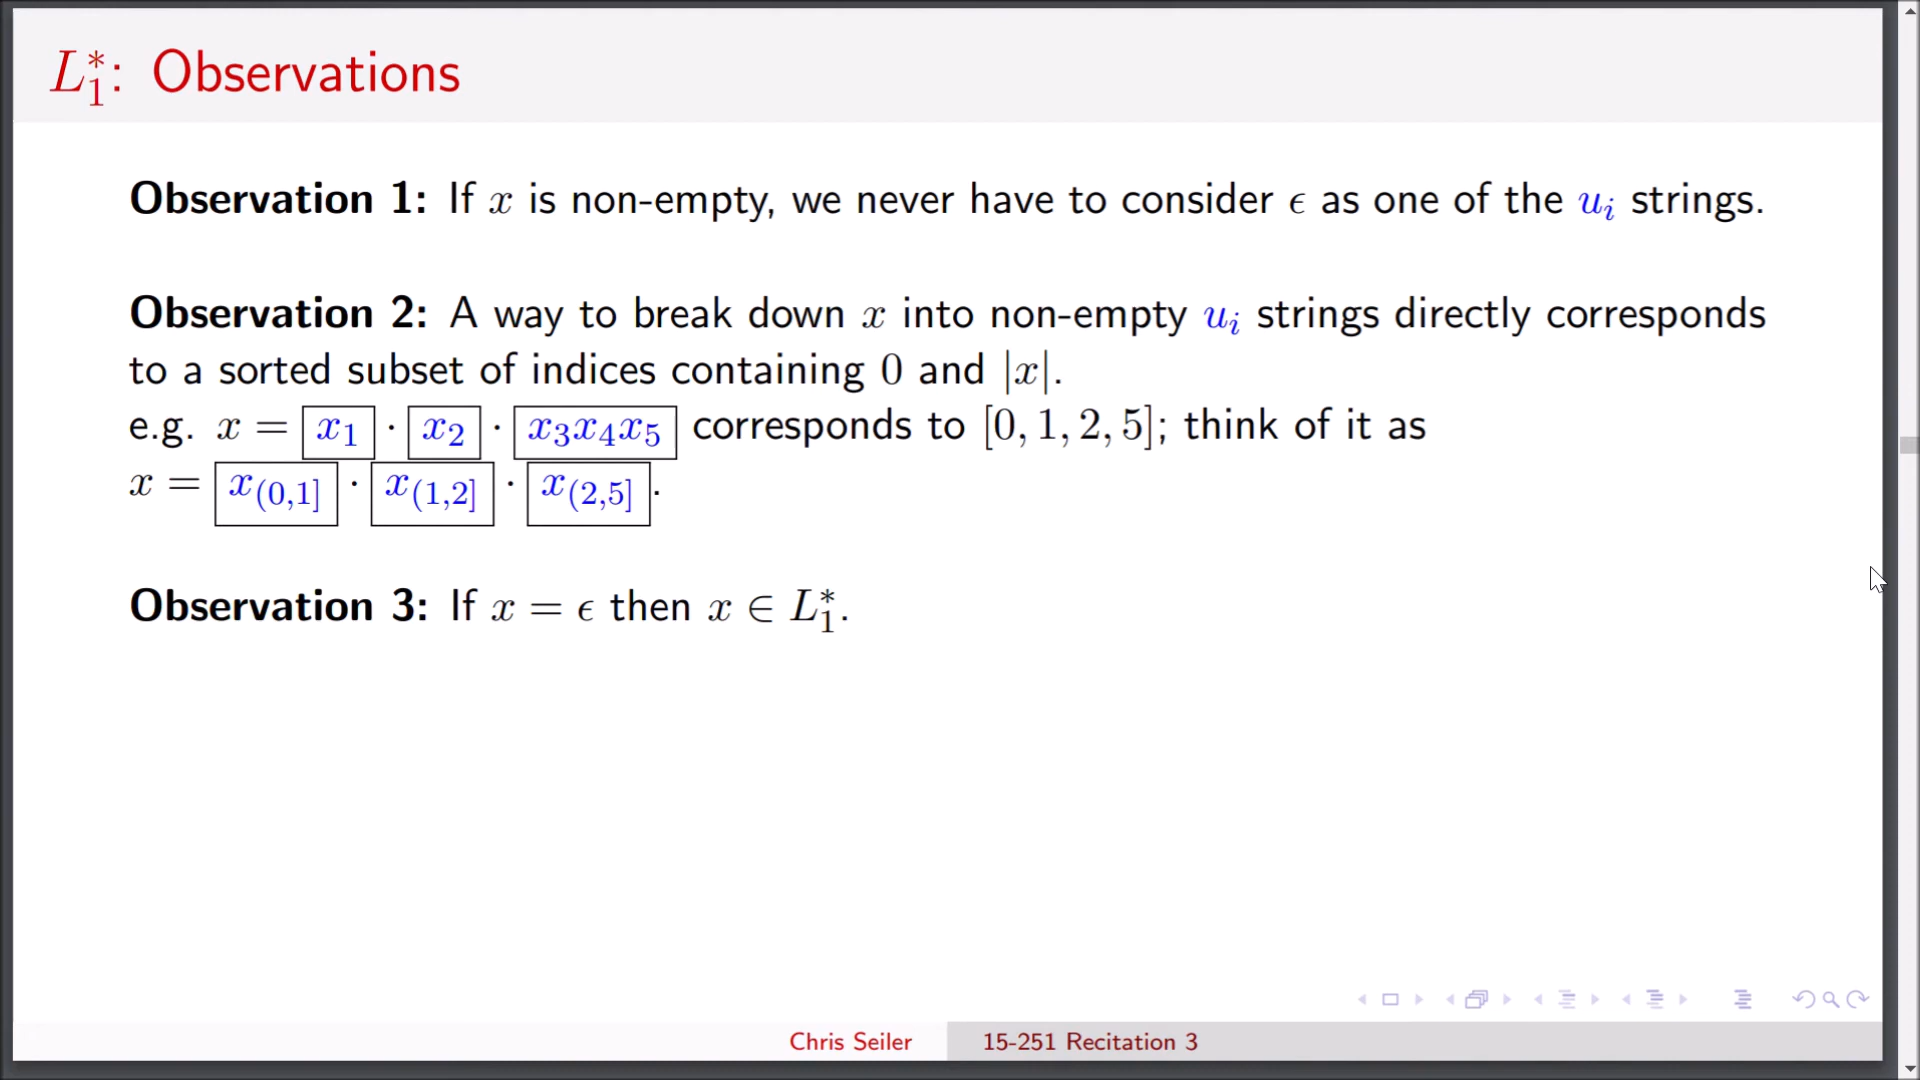 L₁*: Observations
Observation 1: If x is non-empty, we never have to consider ϵ as one of the uᵢ strings.
Observation 2: A way to break down x into non-empty uᵢ strings directly corresponds
to a sorted subset of indices containing 0 and |x|.
e.g. x = x₁ · x₂ · x₃x₄x₅ corresponds to [0, 1, 2, 5]; think of it as
x = x₍₀,₁] · x₍₁,₂] · x₍₂,₅].
Observation 3: If x = ϵ then x ∈ L₁*.
Chris Seiler 15-251 Recitation 3